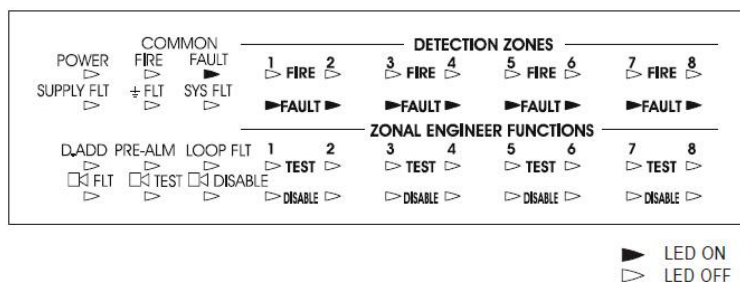 COMMON
DETECTION ZONES
POWER FIRE FAULT 1 FIRE 2 3 FIRE 4 5 FIRE 6 7 FIRE 8
SUPPLY FLT ⏚ FLT SYS FLT
FAULT FAULT FAULT FAULT
ZONAL ENGINEER FUNCTIONS
D.ADD PRE-ALM LOOP FLT 1 2 3 4 5 6 7 8
TEST TEST TEST TEST
FLT TEST DISABLE
DISABLE DISABLE DISABLE DISABLE
LED ON
LED OFF